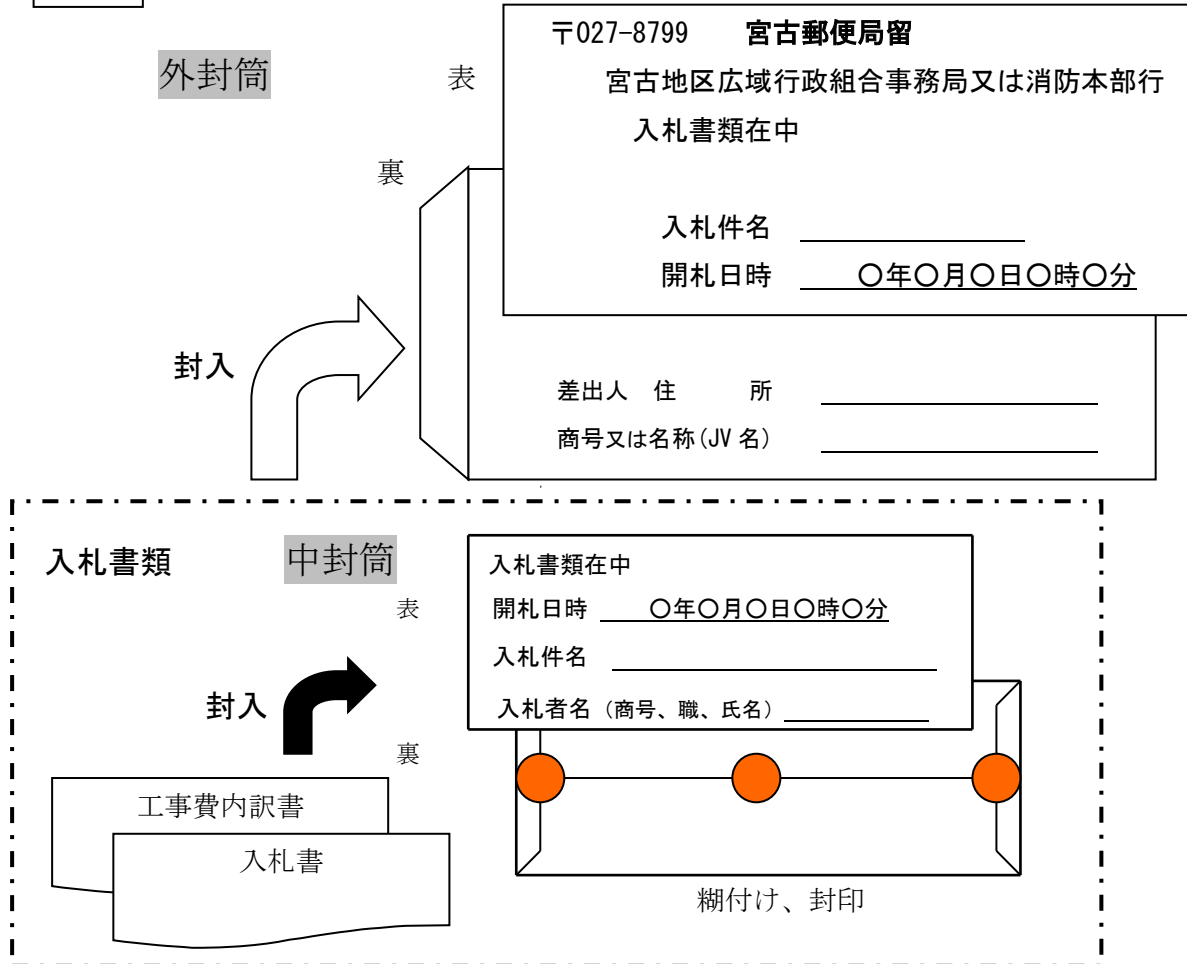 〒027-8799　宮古郵便局留
外封筒　表　宮古地区広域行政組合事務局又は消防本部行
入札書類在中
裏
入札件名
開札日時　〇年〇月〇日〇時〇分
封入
差出人　住　　所
商号又は名称(JV名)
入札書類　中封筒　入札書類在中
表　開札日時　〇年〇月〇日〇時〇分
入札件名
封入　入札者名（商号、職、氏名）
裏
工事費内訳書
入札書
糊付け、封印